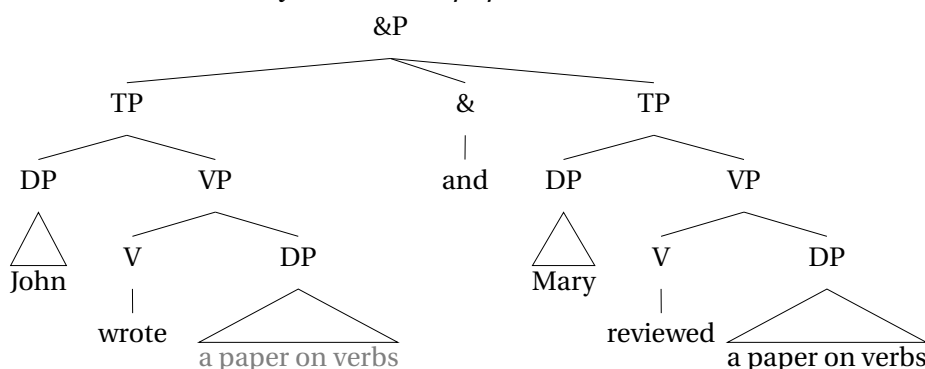 &P
TP & TP
DP VP and DP VP
John V DP Mary V DP
wrote a paper on verbs reviewed a paper on verbs